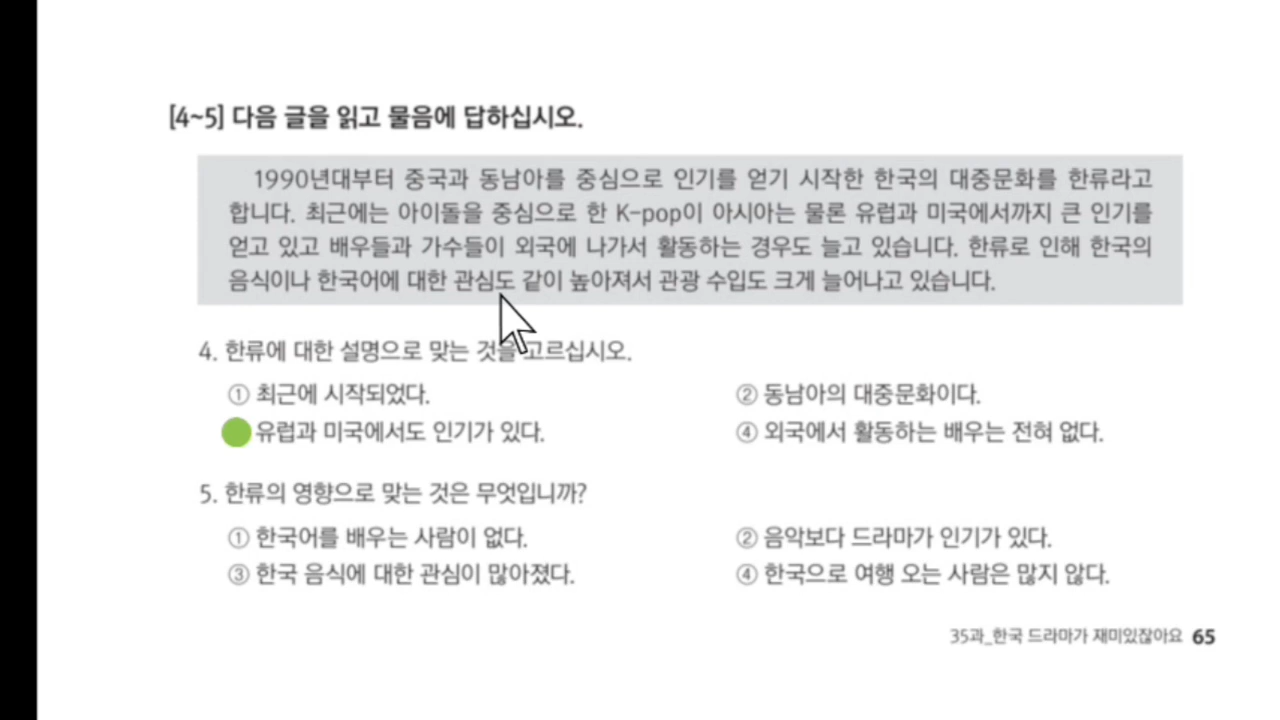 [4~5] 다음 글을 읽고 물음에 답하십시오.
1990년대부터 중국과 동남아를 중심으로 인기를 얻기 시작한 한국의 대중문화를 한류라고
합니다. 최근에는 아이돌을 중심으로 한 K-pop이 아시아는 물론 유럽과 미국에서까지 큰 인기를
얻고 있고 배우들과 가수들이 외국에 나가서 활동하는 경우도 늘고 있습니다. 한류로 인해 한국의
음식이나 한국어에 대한 관심도 같이 높아져서 관광 수입도 크게 늘어나고 있습니다.
4. 한류에 대한 설명으로 맞는 것을 고르십시오.
① 최근에 시작되었다. ② 동남아의 대중문화이다.
유럽과 미국에서도 인기가 있다. ④ 외국에서 활동하는 배우는 전혀 없다.
5. 한류의 영향으로 맞는 것은 무엇입니까?
① 한국어를 배우는 사람이 없다. ② 음악보다 드라마가 인기가 있다.
③ 한국 음식에 대한 관심이 많아졌다. ④ 한국으로 여행 오는 사람은 많지 않다.
35과_한국 드라마가 재미있잖아요 65